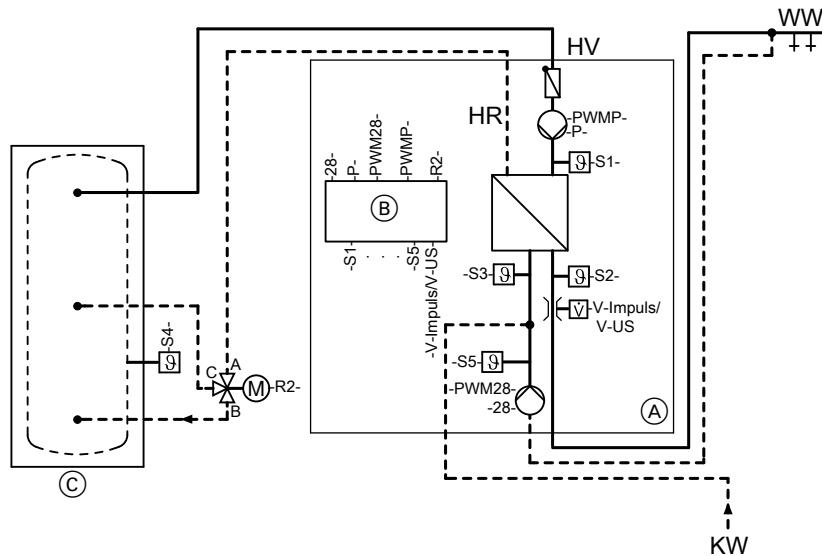 WW
HV
HR
-PWMP-
-P-
-S1-
-28-
-P-
-PWM28-
-PWMP-
-R2-
B
-S1-
. . . .
-S5-
-V-Impuls/V-US-
-S3-
ϑ
-S2-
ϑ
ϑ
V̇
-V-Impuls/
V-US
-S4-
ϑ
-S5-
ϑ
C
A
M
-R2-
B
-PWM28-
-28-
A
C
KW